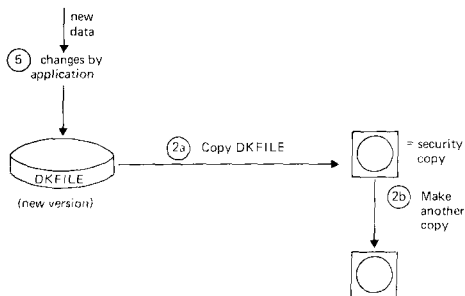 new
data
5 changes by
application
2a Copy DKFILE
= security
copy
DKFILE
(new version)
2b Make
another
copy